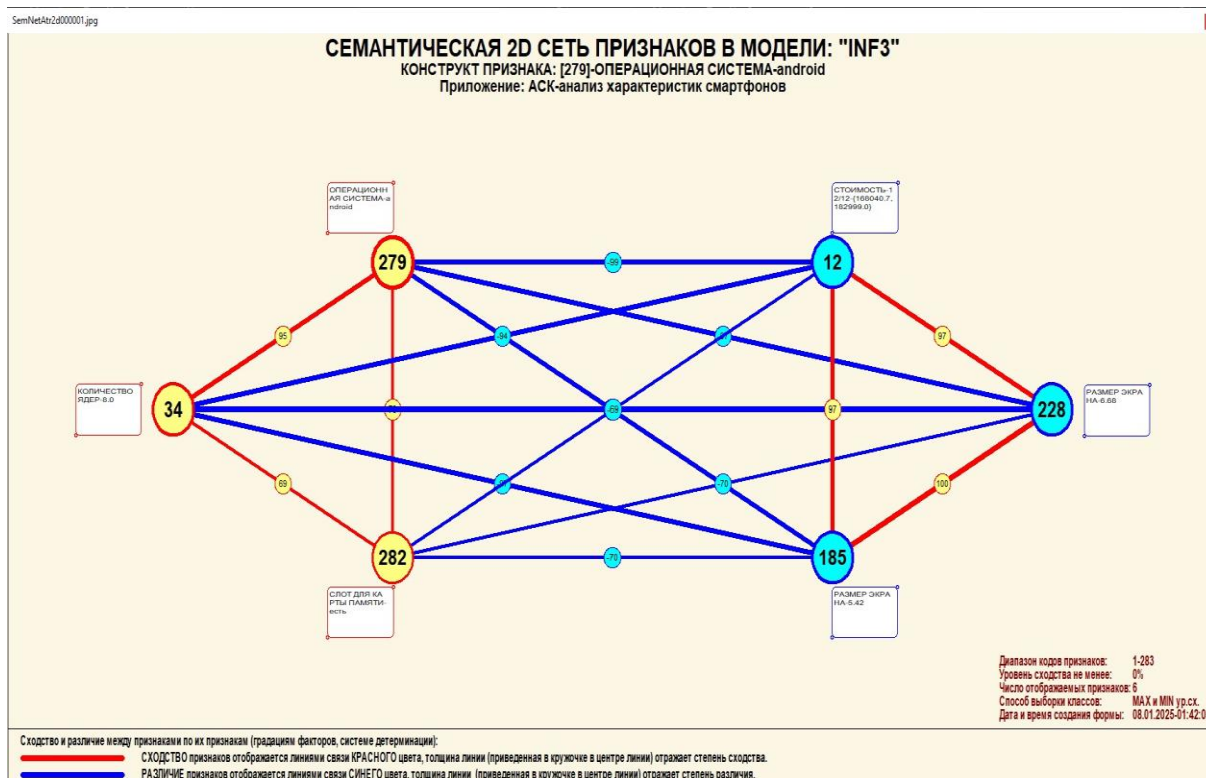 SemNetAtr2d000001.jpg
СЕМАНТИЧЕСКАЯ 2D СЕТЬ ПРИЗНАКОВ В МОДЕЛИ: "INF3"
КОНСТРУКТ ПРИЗНАКА: [279]-ОПЕРАЦИОННАЯ СИСТЕМА-android
Приложение: АСК-анализ характеристик смартфонов
ОПЕРАЦИОНН
АЯ СИСТЕМА-a
ndroid
СТОИМОСТЬ-1
2/12-{168040.7,
182999.0}
279
-99
12
95
-94
97
КОЛИЧЕСТВО
ЯДЕР-8.0
34
-69
97
228
РАЗМЕР ЭКРА
НА-6.68
69
-70
100
282
-70
185
СЛОТ ДЛЯ КА
РТЫ ПАМЯТИ-
есть
РАЗМЕР ЭКРА
НА-5.42
Диапазон кодов признаков: 1-283
Уровень сходства не менее: 0%
Число отображаемых признаков: 6
Способ выборки классов: MAX и MIN ур.сх.
Дата и время создания формы: 08.01.2025-01:42:0
Сходство и различие между признаками по их признакам (градациям факторов, системе детерминации):
СХОДСТВО признаков отображается линиями связи КРАСНОГО цвета, толщина линии (приведенная в кружочке в центре линии) отражает степень сходства.
РАЗЛИЧИЕ признаков отображается линиями связи СИНЕГО цвета, толщина линии (приведенная в кружочке в центре линии) отражает степень различия.